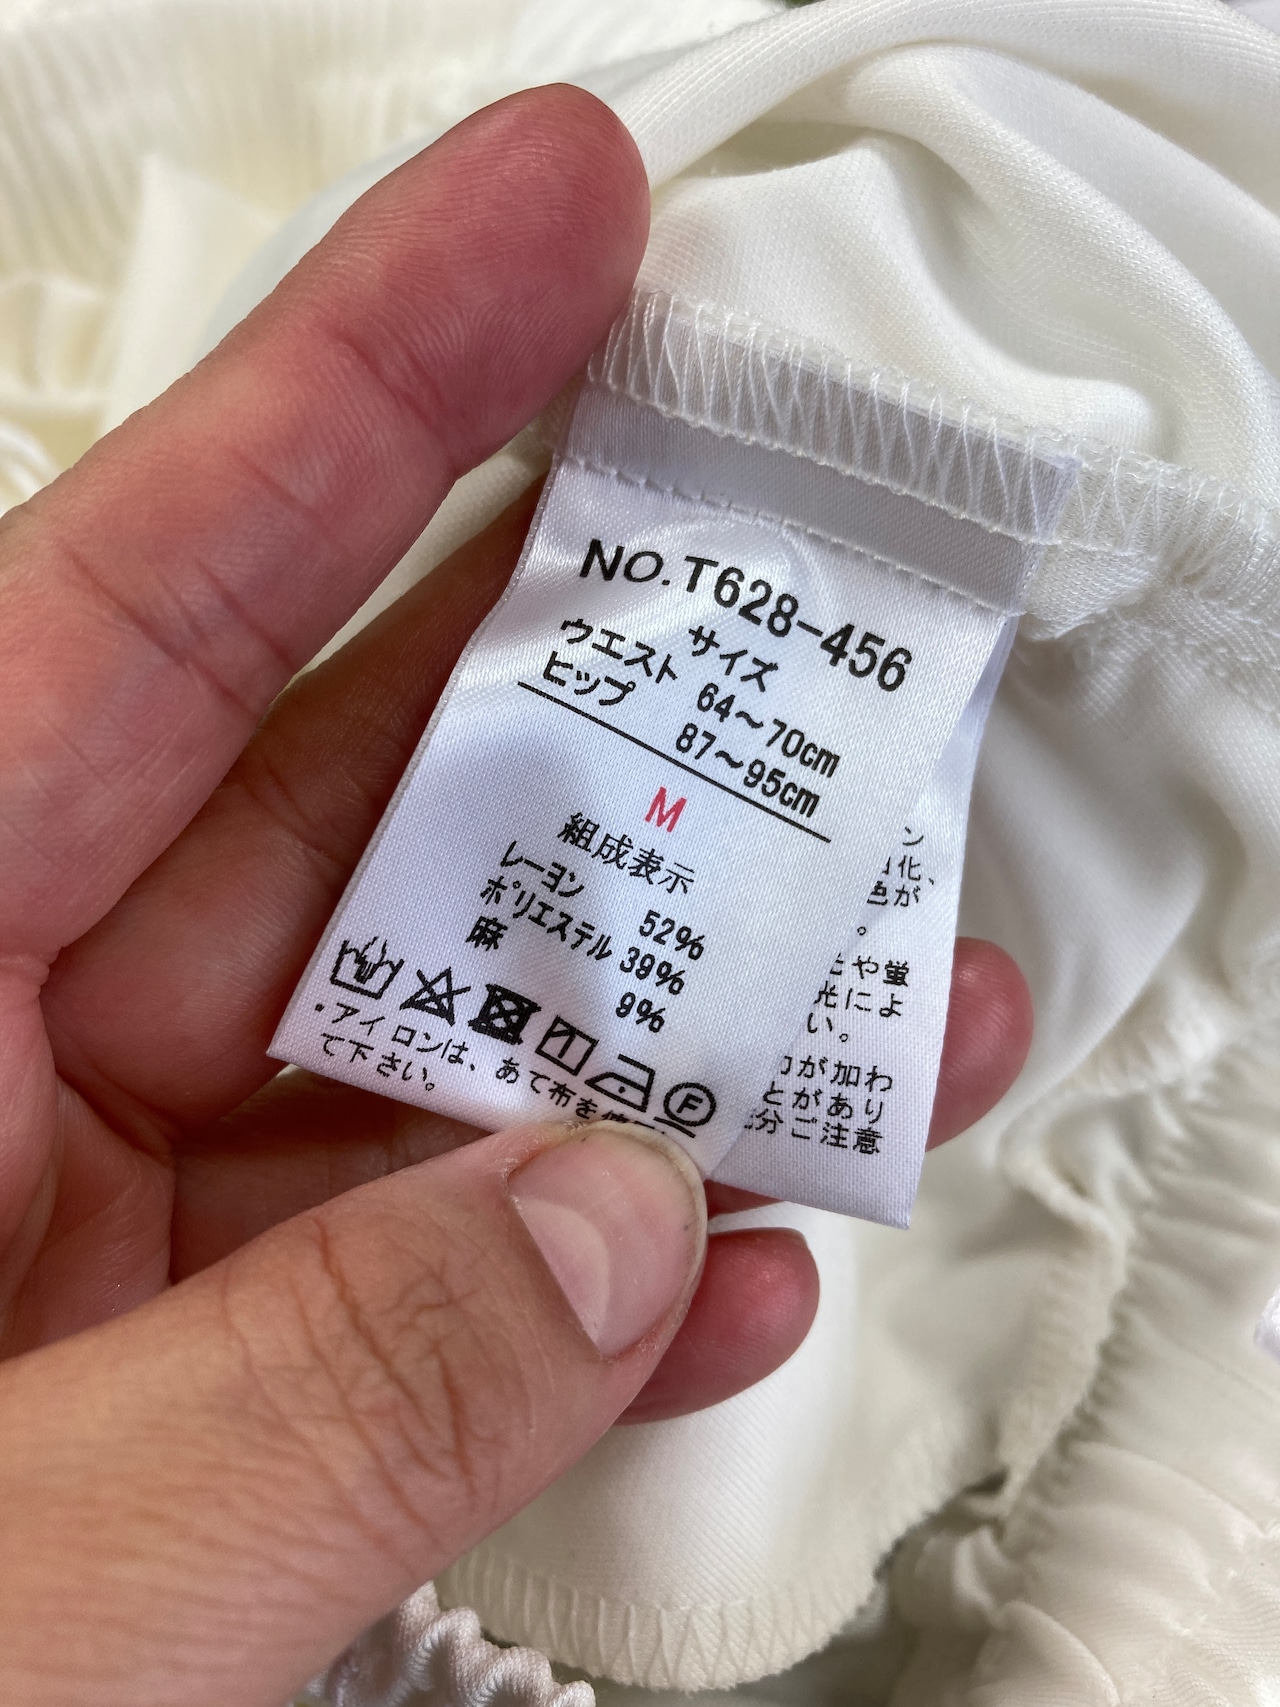 NO.T628-456
サイズ
ウエスト 64～70cm
ヒップ 87～95cm
M
組成表示
レーヨン 52%
ポリエステル 39%
麻 9%
F
・アイロンは、あて布を使用し
て下さい。
ン
化、
色が
。
や蛍
光によ
い。
が加わ
とがあり
分ご注意